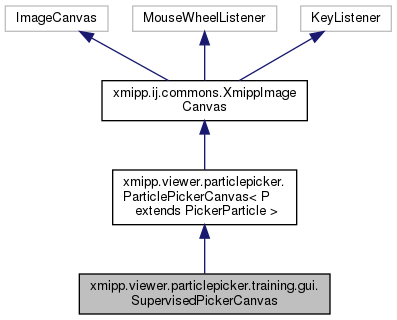 ImageCanvas
MouseWheelListener
KeyListener
xmipp.ij.commons.XmippImage
Canvas
xmipp.viewer.particlepicker.
ParticlePickerCanvas< P
extends PickerParticle >
xmipp.viewer.particlepicker.training.gui.
SupervisedPickerCanvas